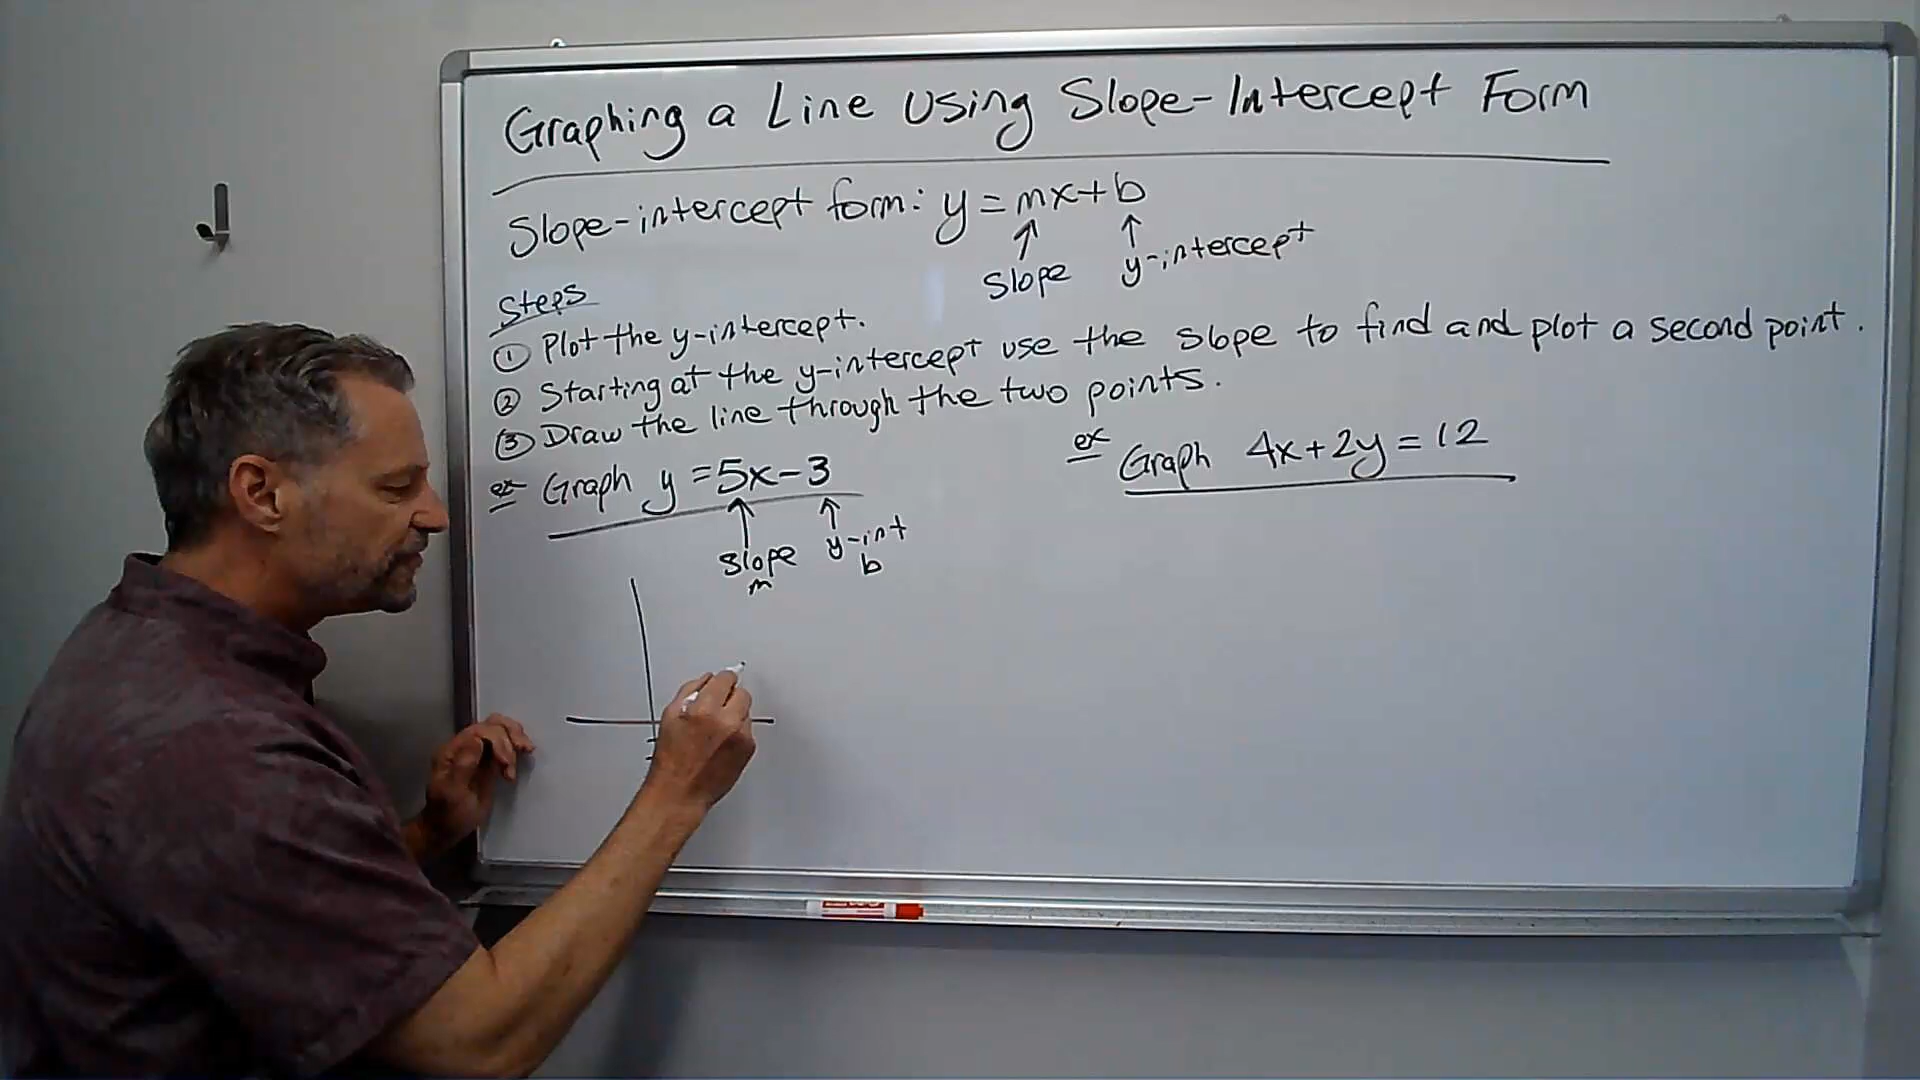 Graphing a Line Using Slope-Intercept Form
Slope-intercept form: y = mx+b
Slope
y-intercept
Steps
① Plot the y-intercept.
② Starting at the y-intercept use the slope to find and plot a second point.
③ Draw the line through the two points.
ex Graph y = 5x-3
Slope
m
y-int
b
ex Graph 4x+2y = 12